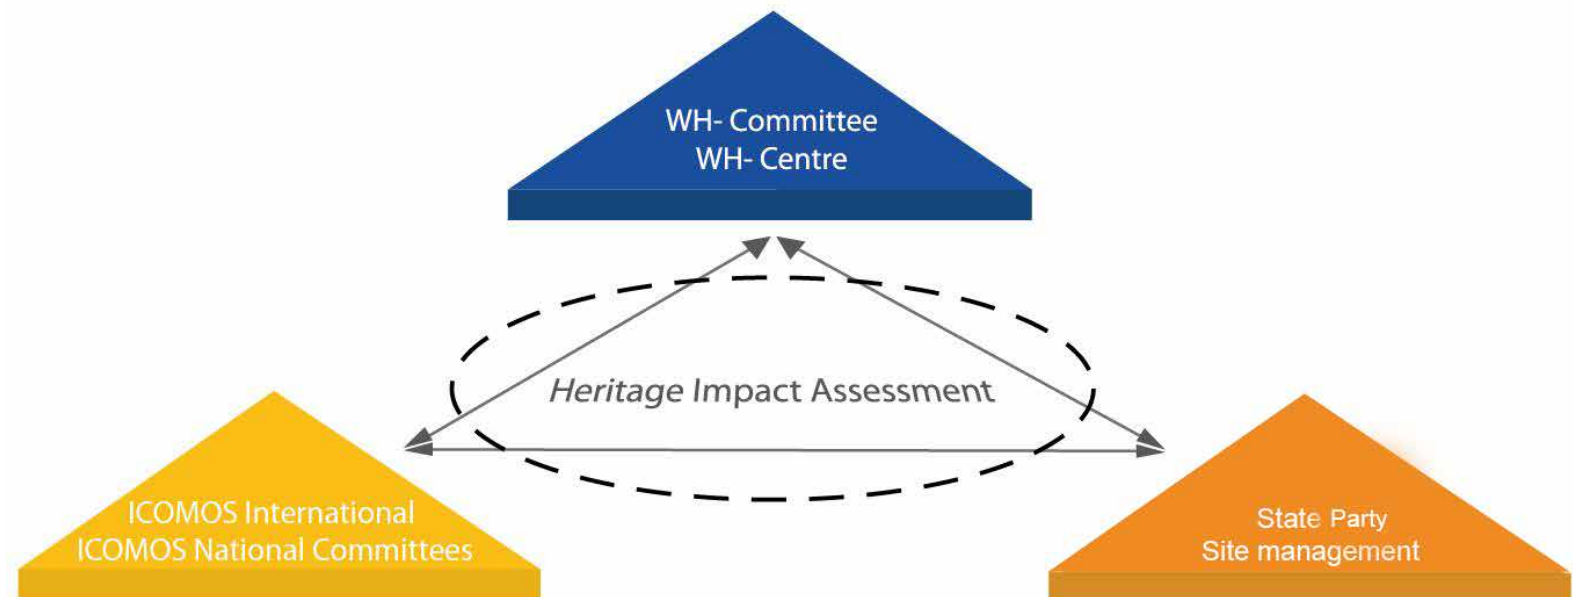 WH- Committee
WH- Centre
Heritage Impact Assessment
ICOMOS International
ICOMOS National Committees
State Party
Site management